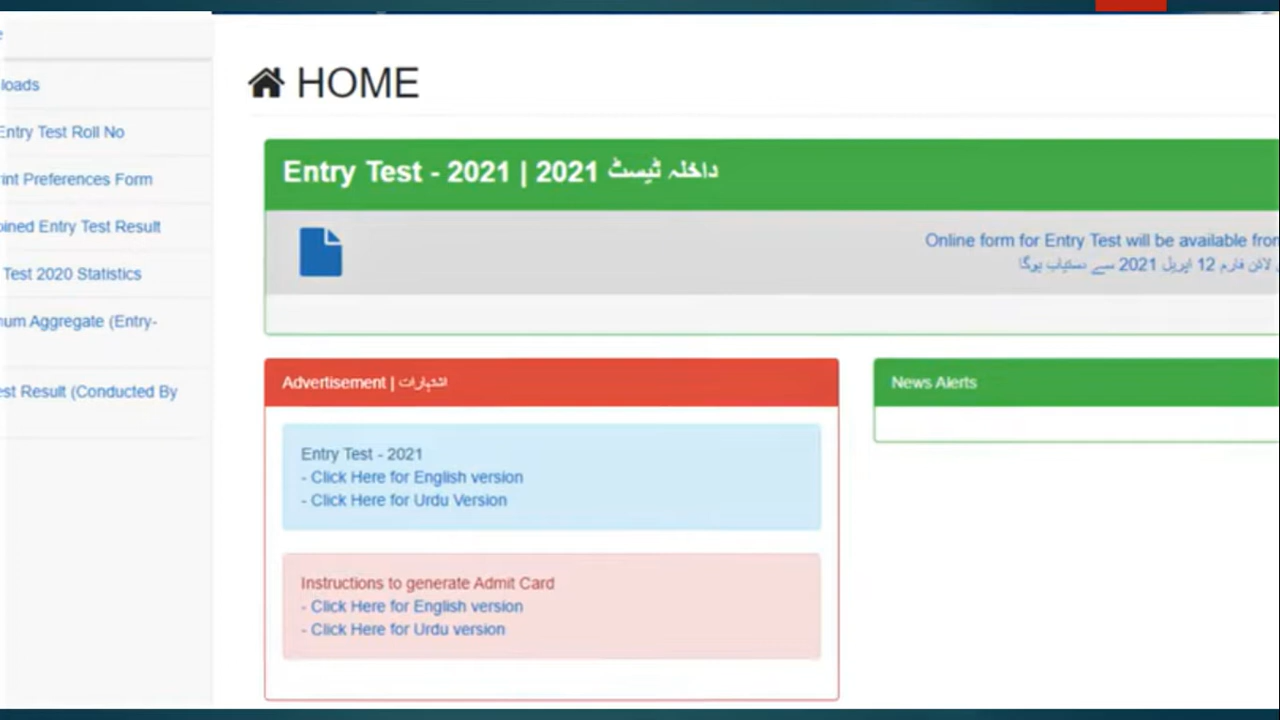 HOME
loads
Entry Test Roll No
int Preferences Form
bined Entry Test Result
Test 2020 Statistics
num Aggregate (Entry-
est Result (Conducted By
Entry Test - 2021 | 2021 داخلہ ٹیسٹ
Online form for Entry Test will be available from
لائن فارم 12 اپریل 2021 سے دستیاب ہوگا
Advertisement | اشتہارات
Entry Test - 2021
- Click Here for English version
- Click Here for Urdu Version
Instructions to generate Admit Card
- Click Here for English version
- Click Here for Urdu version
News Alerts